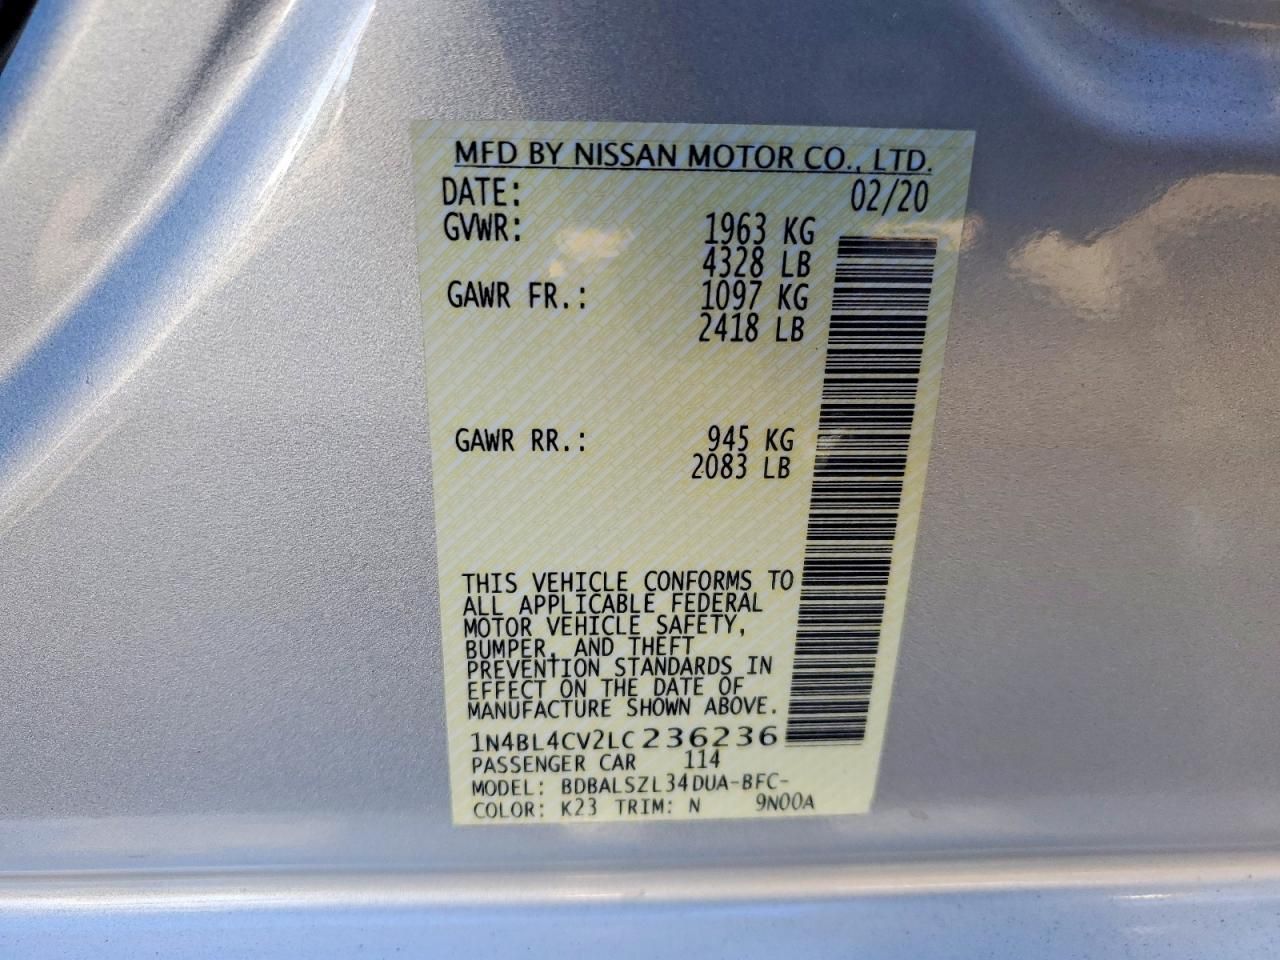 MFD BY NISSAN MOTOR CO., LTD.
DATE: 02/20
GVWR: 1963 KG
4328 LB
GAWR FR.: 1097 KG
2418 LB
GAWR RR.: 945 KG
2083 LB
THIS VEHICLE CONFORMS TO
ALL APPLICABLE FEDERAL
MOTOR VEHICLE SAFETY,
BUMPER, AND THEFT
PREVENTION STANDARDS IN
EFFECT ON THE DATE OF
MANUFACTURE SHOWN ABOVE.
1N4BL4CV2LC236236
PASSENGER CAR 114
MODEL: BDBALSZL34DUA-BFC-
COLOR: K23 TRIM: N 9N00A